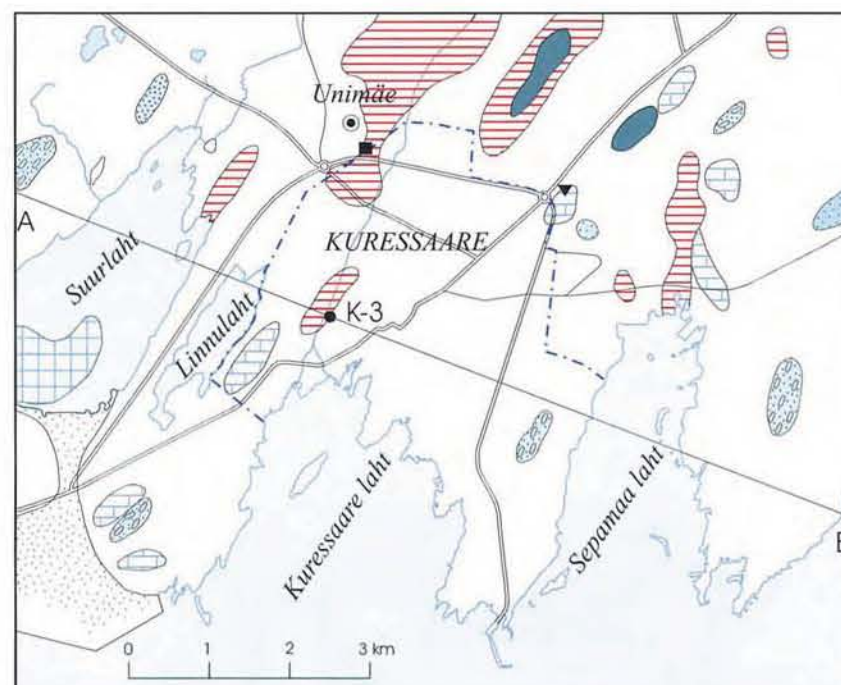 Unimäe
A
KURESSAARE
Suurlaht
K-3
Linnulaht
Kuressaare laht
Sepamaa laht
0 1 2 3 km